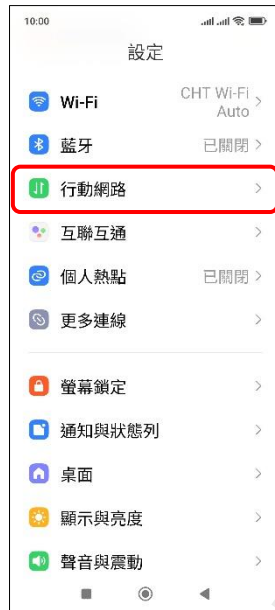 10:00
設定
Wi-Fi
CHT Wi-Fi
Auto
藍牙 已關閉
行動網路
互聯互通
個人熱點 已關閉
更多連線
螢幕鎖定
通知與狀態列
桌面
顯示與亮度
聲音與震動